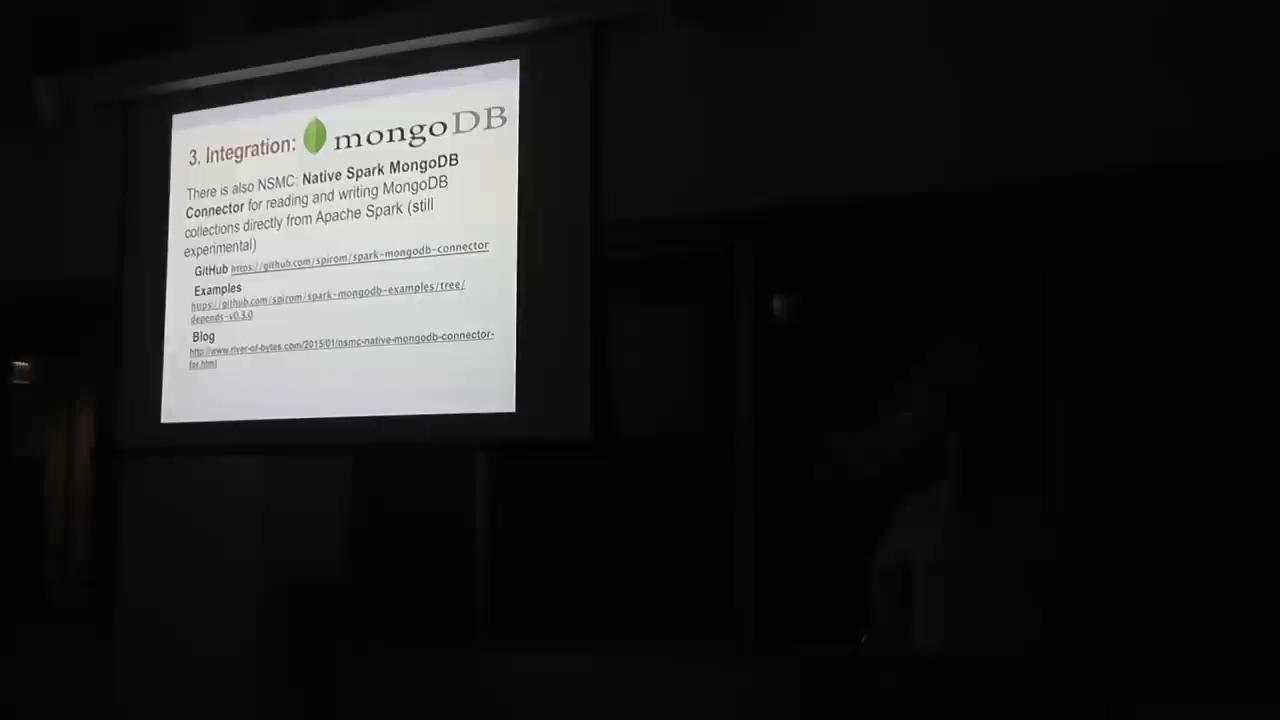 3. Integration: mongoDB
There is also NSMC: Native Spark MongoDB
Connector for reading and writing MongoDB
collections directly from Apache Spark (still
experimental)
GitHub https://github.com/spirom/spark-mongodb-connector
Examples
https://github.com/spirom/spark-mongodb-examples/tree/
depends-v0.3.0
Blog
http://www.river-of-bytes.com/2015/01/nsmc-native-mongodb-connector-
for.html